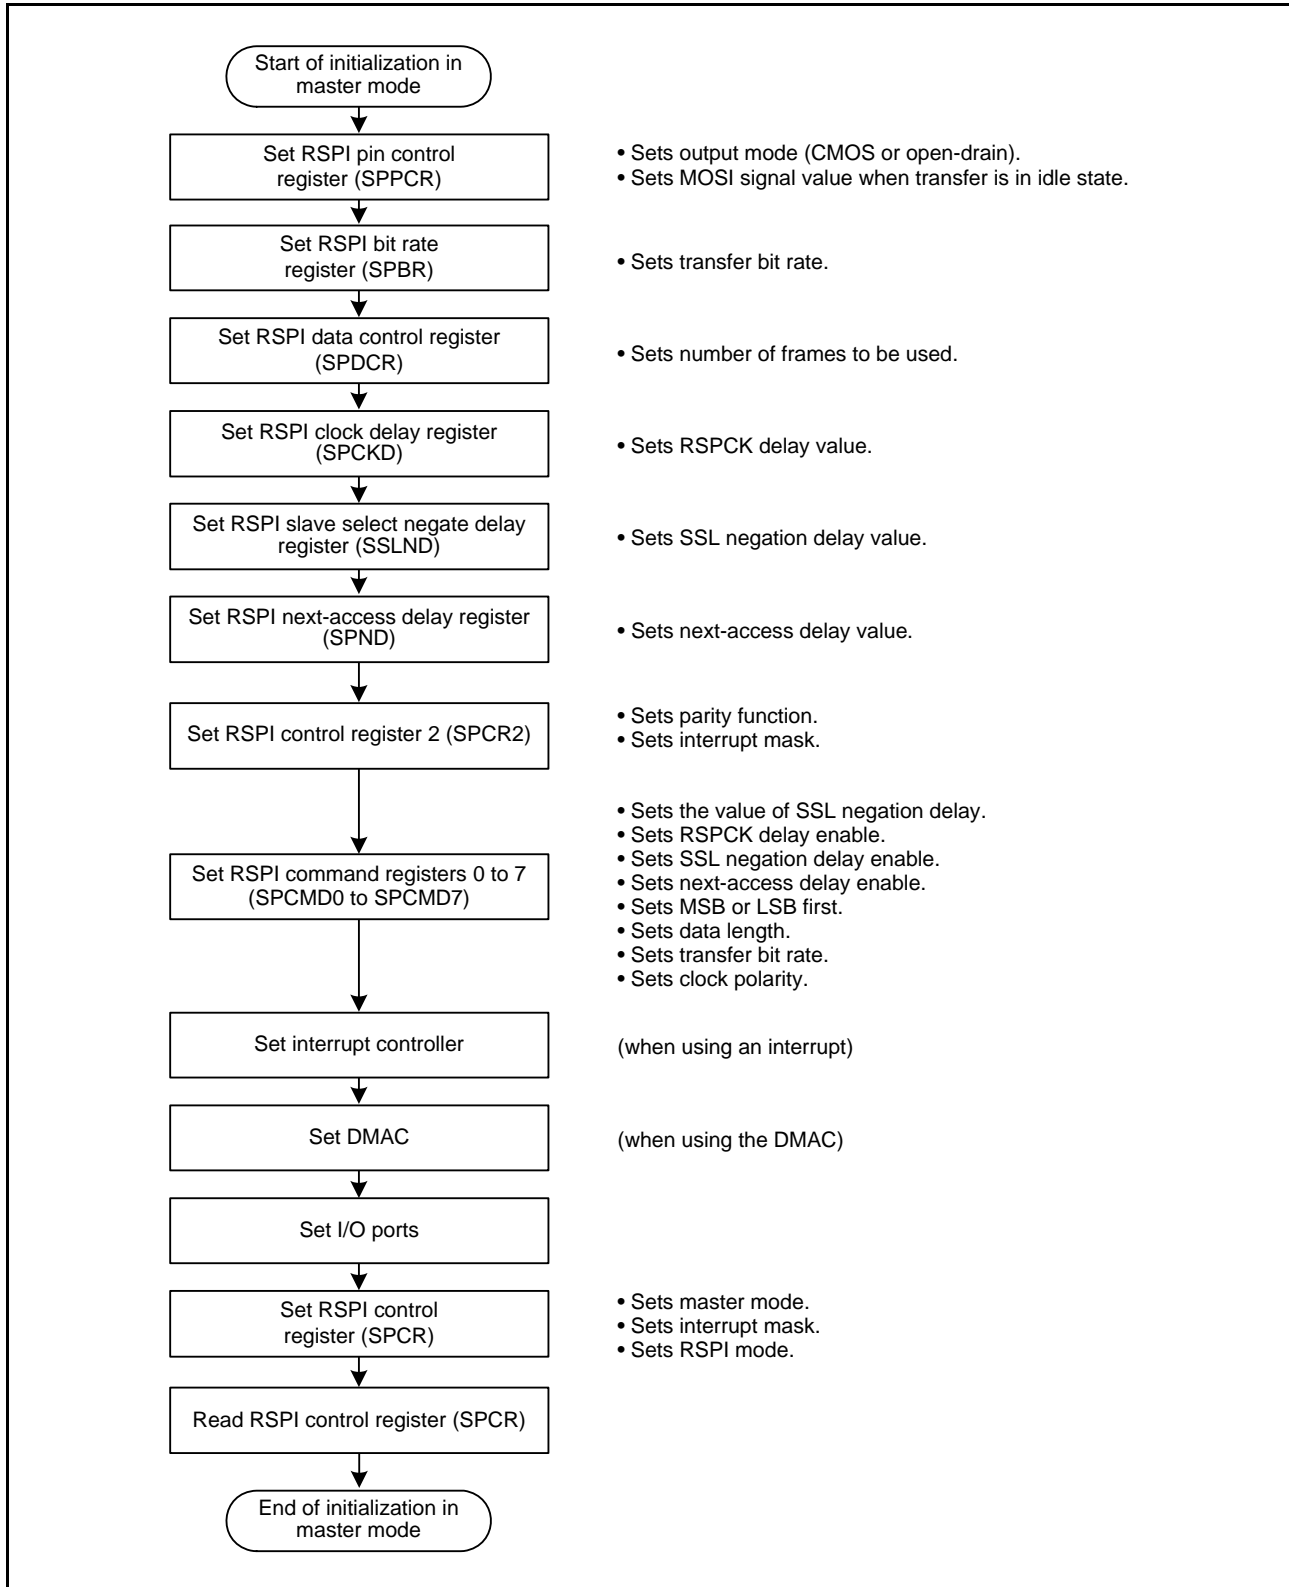 Start of initialization in
master mode
Set RSPI pin control
register (SPPCR)
• Sets output mode (CMOS or open-drain).
• Sets MOSI signal value when transfer is in idle state.
Set RSPI bit rate
register (SPBR)
• Sets transfer bit rate.
Set RSPI data control register
(SPDCR)
• Sets number of frames to be used.
Set RSPI clock delay register
(SPCKD)
• Sets RSPCK delay value.
Set RSPI slave select negate delay
register (SSLND)
• Sets SSL negation delay value.
Set RSPI next-access delay register
(SPND)
• Sets next-access delay value.
Set RSPI control register 2 (SPCR2)
• Sets parity function.
• Sets interrupt mask.
Set RSPI command registers 0 to 7
(SPCMD0 to SPCMD7)
• Sets the value of SSL negation delay.
• Sets RSPCK delay enable.
• Sets SSL negation delay enable.
• Sets next-access delay enable.
• Sets MSB or LSB first.
• Sets data length.
• Sets transfer bit rate.
• Sets clock polarity.
Set interrupt controller
(when using an interrupt)
Set DMAC
(when using the DMAC)
Set I/O ports
Set RSPI control
register (SPCR)
• Sets master mode.
• Sets interrupt mask.
• Sets RSPI mode.
Read RSPI control register (SPCR)
End of initialization in
master mode